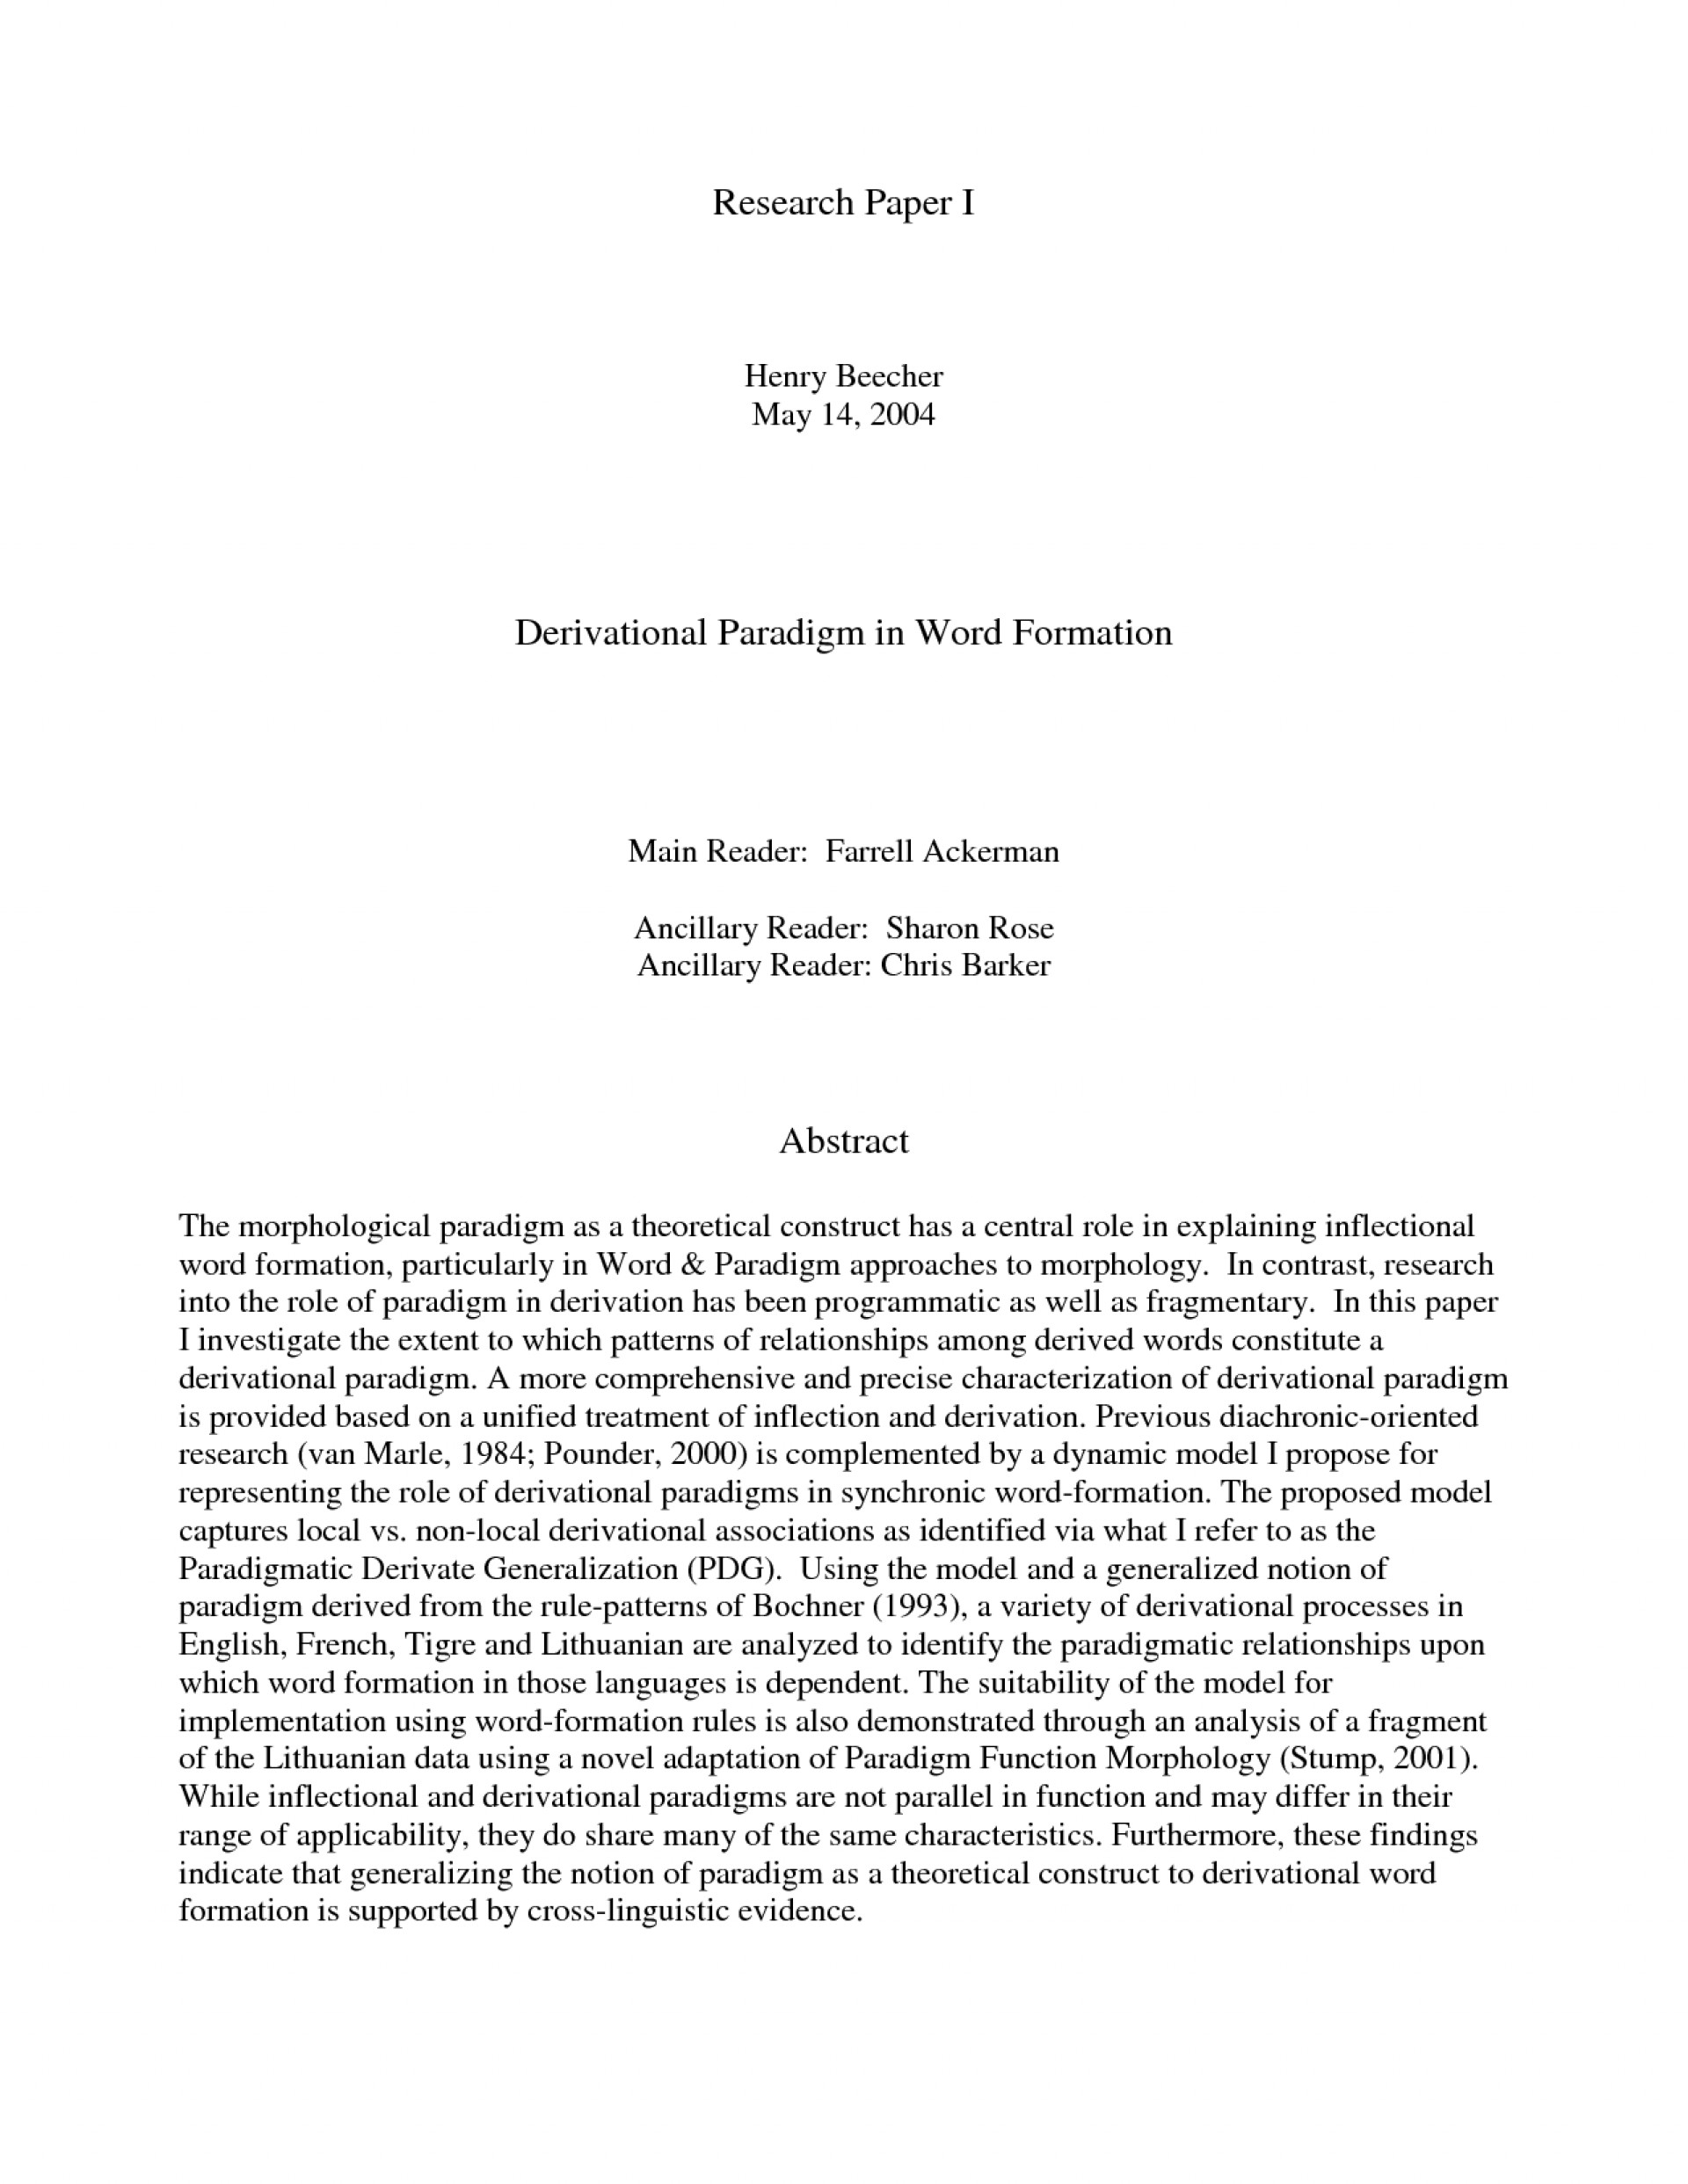 Research Paper I
Henry Beecher
May 14, 2004
Derivational Paradigm in Word Formation
Main Reader:  Farrell Ackerman
Ancillary Reader:  Sharon Rose
Ancillary Reader: Chris Barker
Abstract
The morphological paradigm as a theoretical construct has a central role in explaining inflectional
word formation, particularly in Word & Paradigm approaches to morphology.  In contrast, research
into the role of paradigm in derivation has been programmatic as well as fragmentary.  In this paper
I investigate the extent to which patterns of relationships among derived words constitute a
derivational paradigm. A more comprehensive and precise characterization of derivational paradigm
is provided based on a unified treatment of inflection and derivation. Previous diachronic-oriented
research (van Marle, 1984; Pounder, 2000) is complemented by a dynamic model I propose for
representing the role of derivational paradigms in synchronic word-formation. The proposed model
captures local vs. non-local derivational associations as identified via what I refer to as the
Paradigmatic Derivate Generalization (PDG).  Using the model and a generalized notion of
paradigm derived from the rule-patterns of Bochner (1993), a variety of derivational processes in
English, French, Tigre and Lithuanian are analyzed to identify the paradigmatic relationships upon
which word formation in those languages is dependent. The suitability of the model for
implementation using word-formation rules is also demonstrated through an analysis of a fragment
of the Lithuanian data using a novel adaptation of Paradigm Function Morphology (Stump, 2001).
While inflectional and derivational paradigms are not parallel in function and may differ in their
range of applicability, they do share many of the same characteristics. Furthermore, these findings
indicate that generalizing the notion of paradigm as a theoretical construct to derivational word
formation is supported by cross-linguistic evidence.